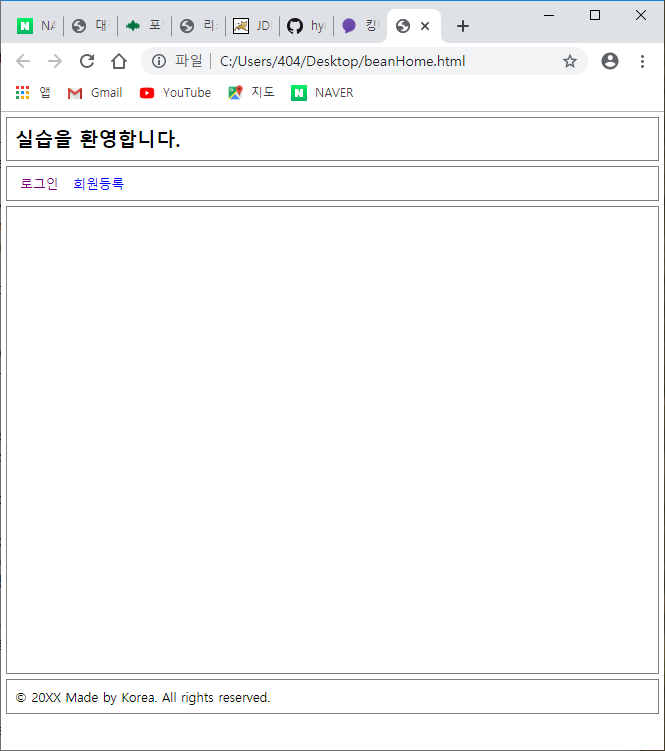 NA
대
포
리
JD
hy
킹
파일
C:/Users/404/Desktop/beanHome.html
앱 Gmail YouTube 지도 NAVER
실습을 환영합니다.
로그인 회원등록
© 20XX Made by Korea. All rights reserved.